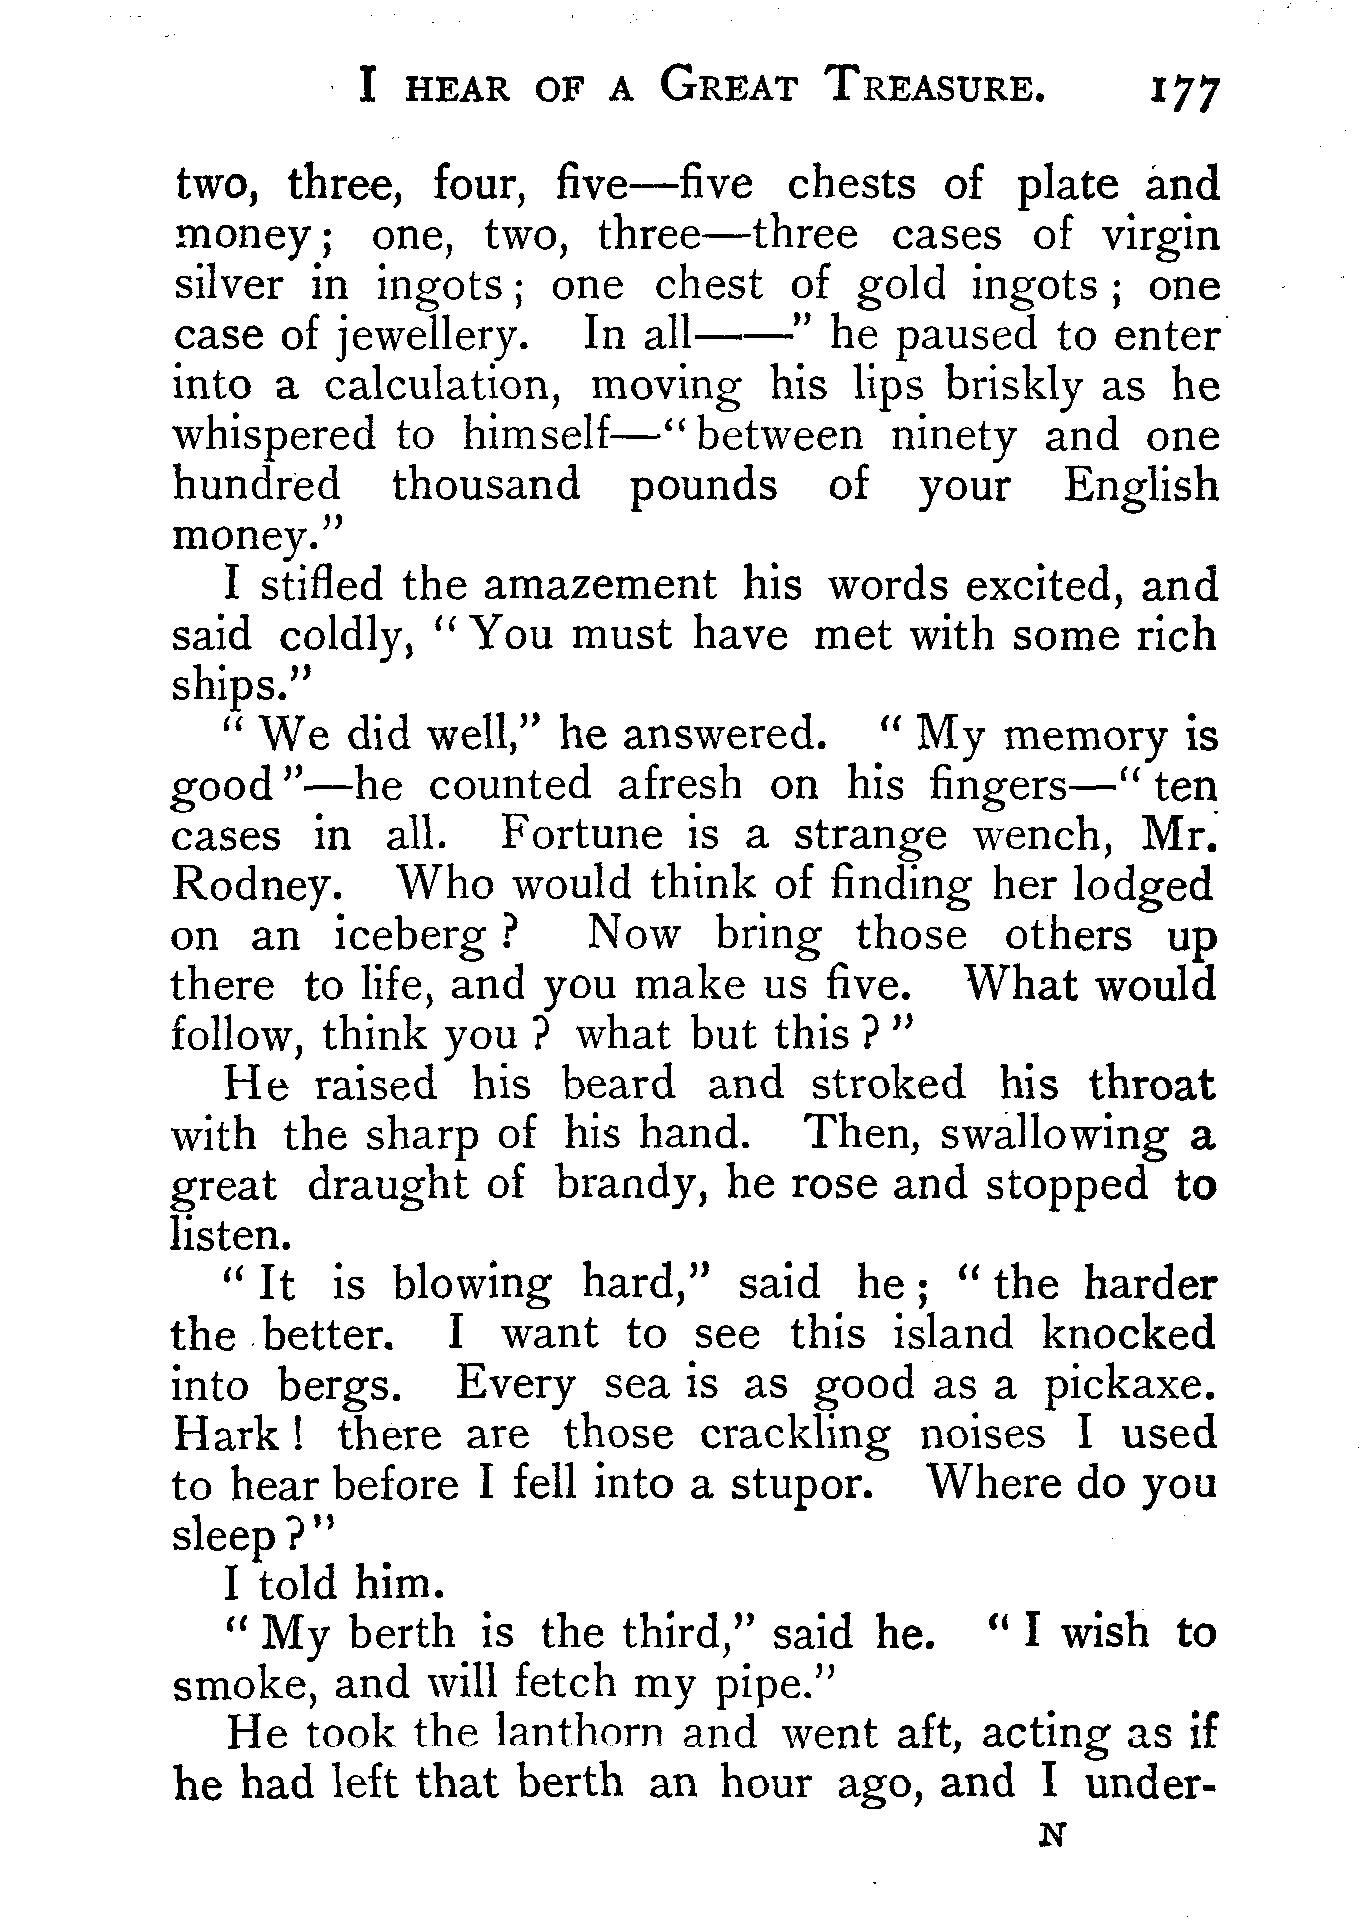 I HEAR OF A GREAT TREASURE. 177
two, three, four, five—five chests of plate and
money; one, two, three—three cases of virgin
silver in ingots; one chest of gold ingots; one
case of jewellery. In all——" he paused to enter
into a calculation, moving his lips briskly as he
whispered to himself—"between ninety and one
hundred thousand pounds of your English
money."
I stifled the amazement his words excited, and
said coldly, "You must have met with some rich
ships."
"We did well," he answered. "My memory is
good"—he counted afresh on his fingers—"ten
cases in all. Fortune is a strange wench, Mr.
Rodney. Who would think of finding her lodged
on an iceberg? Now bring those others up
there to life, and you make us five. What would
follow, think you? what but this?"
He raised his beard and stroked his throat
with the sharp of his hand. Then, swallowing a
great draught of brandy, he rose and stopped to
listen.
"It is blowing hard," said he; "the harder
the better. I want to see this island knocked
into bergs. Every sea is as good as a pickaxe.
Hark! there are those crackling noises I used
to hear before I fell into a stupor. Where do you
sleep?"
I told him.
"My berth is the third," said he. "I wish to
smoke, and will fetch my pipe."
He took the lanthorn and went aft, acting as if
he had left that berth an hour ago, and I under-
N